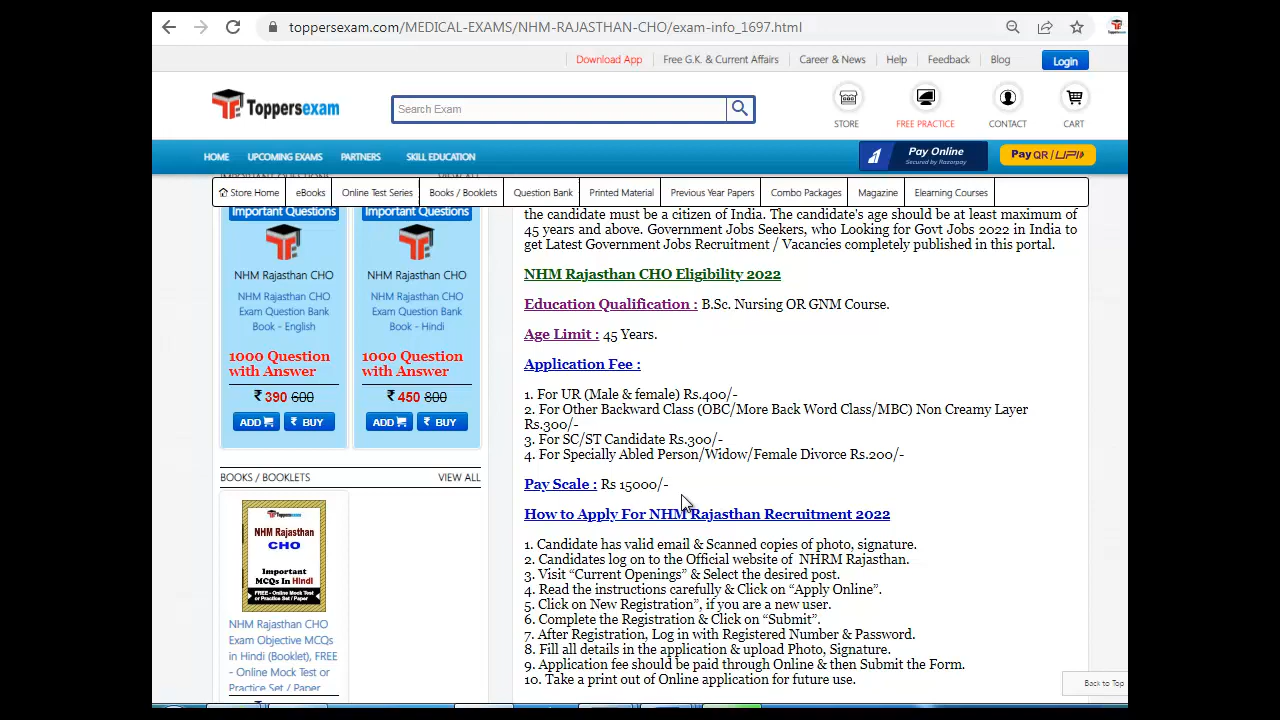 toppersexam.com/MEDICAL-EXAMS/NHM-RAJASTHAN-CHO/exam-info_1697.html
Download App Free G.K. & Current Affairs Career & News Help Feedback Blog Login
Toppersexam
Search Exam
STORE FREE PRACTICE CONTACT CART
HOME UPCOMING EXAMS PARTNERS SKILL EDUCATION
Pay Online
Secured by Razorpay
Pay QR / UPI
Store Home eBooks Online Test Series Books / Booklets Question Bank Printed Material Previous Year Papers Combo Packages Magazine Elearning Courses
Important Questions Important Questions
NHM Rajasthan CHO NHM Rajasthan CHO
NHM Rajasthan CHO NHM Rajasthan CHO
Exam Question Bank Exam Question Bank
Book - English Book - Hindi
1000 Question 1000 Question
with Answer with Answer
₹ 390 600 ₹ 450 800
ADD ₹ BUY ADD ₹ BUY
BOOKS / BOOKLETS VIEW ALL
Toppersexam
NHM Rajasthan
CHO
Important
MCQs In Hindi
FREE - Online Mock Test
or Practice Set / Paper
NHM Rajasthan CHO
Exam Objective MCQs
in Hindi (Booklet), FREE
- Online Mock Test or
Practice Set / Paper
the candidate must be a citizen of India. The candidate's age should be at least maximum of
45 years and above. Government Jobs Seekers, who Looking for Govt Jobs 2022 in India to
get Latest Government Jobs Recruitment / Vacancies completely published in this portal.
NHM Rajasthan CHO Eligibility 2022
Education Qualification : B.Sc. Nursing OR GNM Course.
Age Limit : 45 Years.
Application Fee :
1. For UR (Male & female) Rs.400/-
2. For Other Backward Class (OBC/More Back Word Class/MBC) Non Creamy Layer
Rs.300/-
3. For SC/ST Candidate Rs.300/-
4. For Specially Abled Person/Widow/Female Divorce Rs.200/-
Pay Scale : Rs 15000/-
How to Apply For NHM Rajasthan Recruitment 2022
1. Candidate has valid email & Scanned copies of photo, signature.
2. Candidates log on to the Official website of NHRM Rajasthan.
3. Visit “Current Openings” & Select the desired post.
4. Read the instructions carefully & Click on “Apply Online”.
5. Click on New Registration”, if you are a new user.
6. Complete the Registration & Click on “Submit”.
7. After Registration, Log in with Registered Number & Password.
8. Fill all details in the application & upload Photo, Signature.
9. Application fee should be paid through Online & then Submit the Form.
10. Take a print out of Online application for future use.
Back to Top